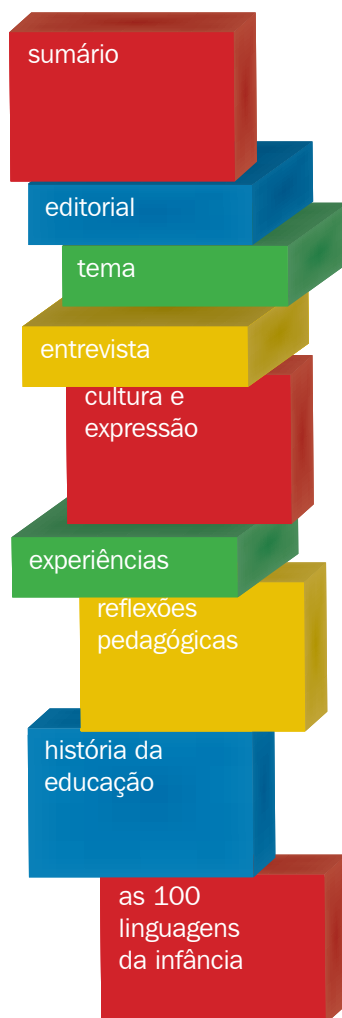 sumário
editorial
tema
entrevista
cultura e
expressão
experiências
reflexões
pedagógicas
história da
educação
as 100
linguagens
da infância